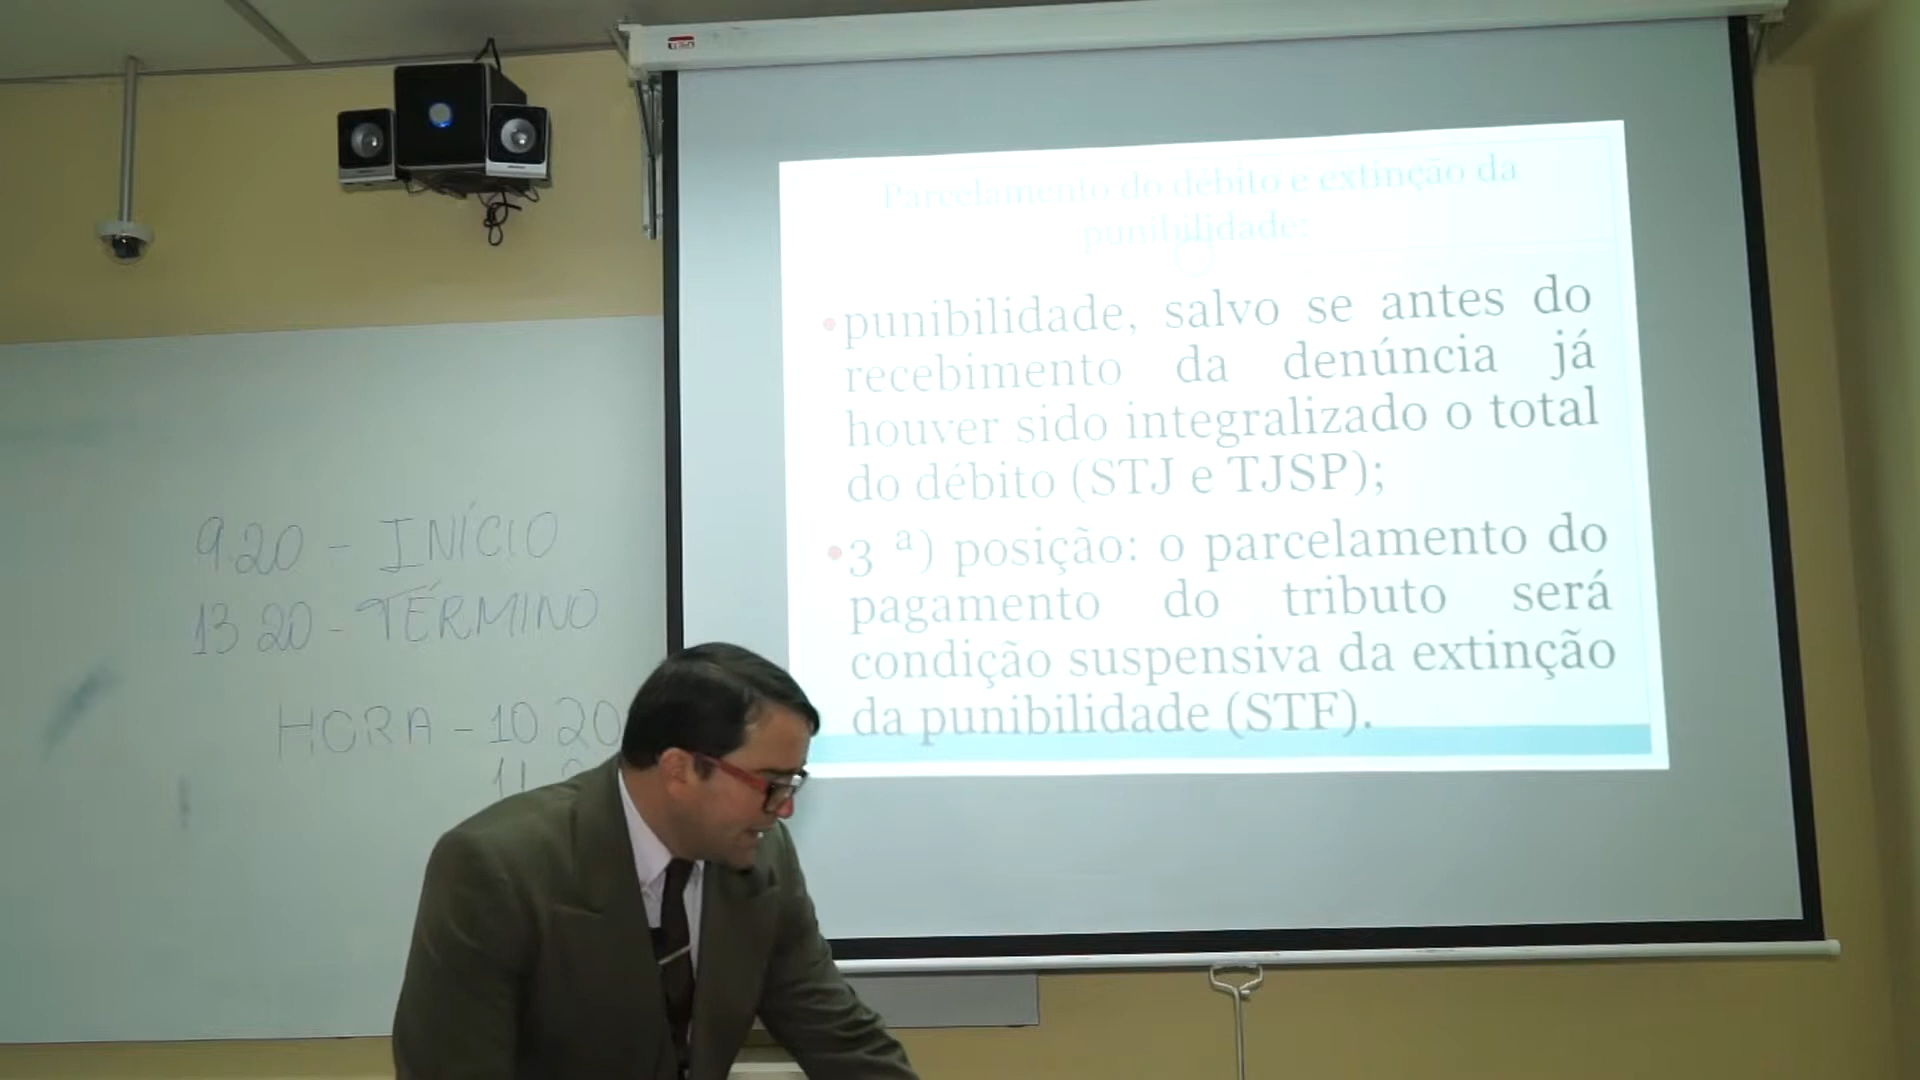 Parcelamento do débito e extinção da
punibilidade:
•punibilidade, salvo se antes do
recebimento da denúncia já
houver sido integralizado o total
do débito (STJ e TJSP);
•3 ª) posição: o parcelamento do
pagamento do tributo será
condição suspensiva da extinção
da punibilidade (STF).
9 20 - INÍCIO
13 20 - TÉRMINO
HORA - 10 20